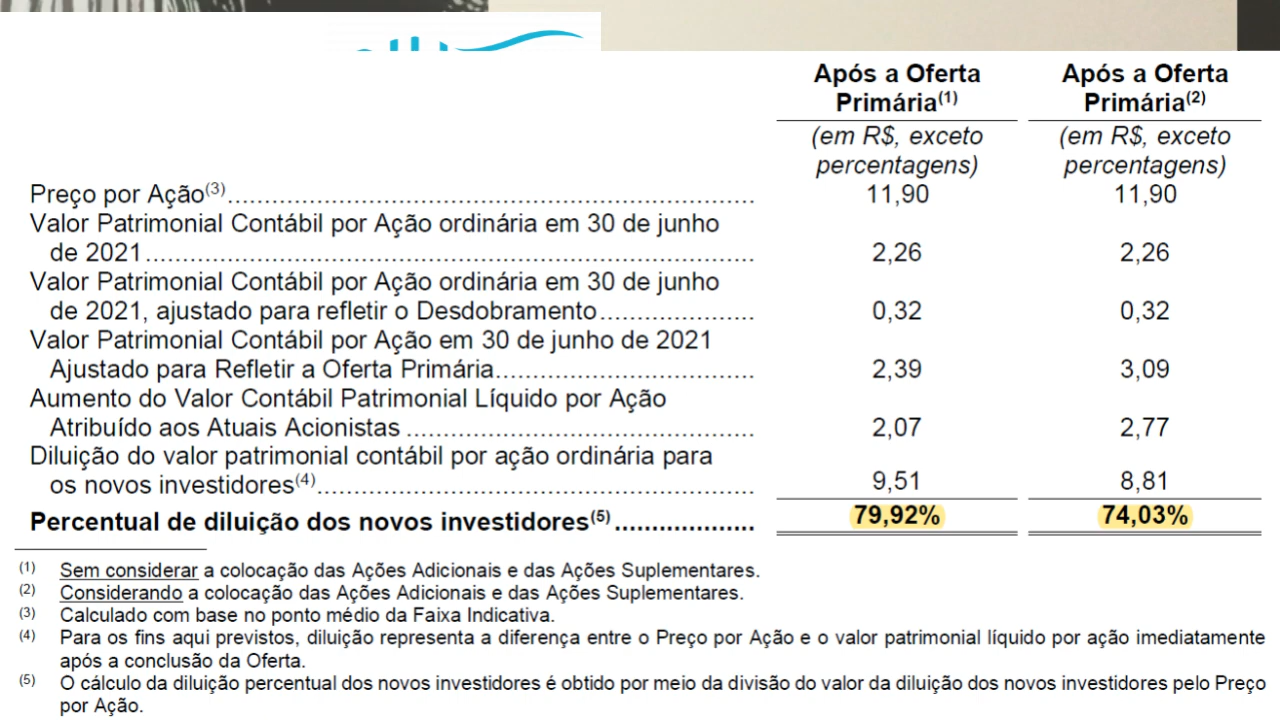 Após a Oferta Primária(1)
Após a Oferta Primária(2)
(em R$, exceto percentagens)
(em R$, exceto percentagens)
Preço por Ação(3)........ 11,90 11,90
Valor Patrimonial Contábil por Ação ordinária em 30 de junho
de 2021........ 2,26 2,26
Valor Patrimonial Contábil por Ação ordinária em 30 de junho
de 2021, ajustado para refletir o Desdobramento........ 0,32 0,32
Valor Patrimonial Contábil por Ação em 30 de junho de 2021
Ajustado para Refletir a Oferta Primária........ 2,39 3,09
Aumento do Valor Contábil Patrimonial Líquido por Ação
Atribuído aos Atuais Acionistas ........ 2,07 2,77
Diluição do valor patrimonial contábil por ação ordinária para
os novos investidores(4)........ 9,51 8,81
Percentual de diluição dos novos investidores(5)........ 79,92% 74,03%
(1) Sem considerar a colocação das Ações Adicionais e das Ações Suplementares.
(2) Considerando a colocação das Ações Adicionais e das Ações Suplementares.
(3) Calculado com base no ponto médio da Faixa Indicativa.
(4) Para os fins aqui previstos, diluição representa a diferença entre o Preço por Ação e o valor patrimonial líquido por ação imediatamente
após a conclusão da Oferta.
(5) O cálculo da diluição percentual dos novos investidores é obtido por meio da divisão do valor da diluição dos novos investidores pelo Preço
por Ação.